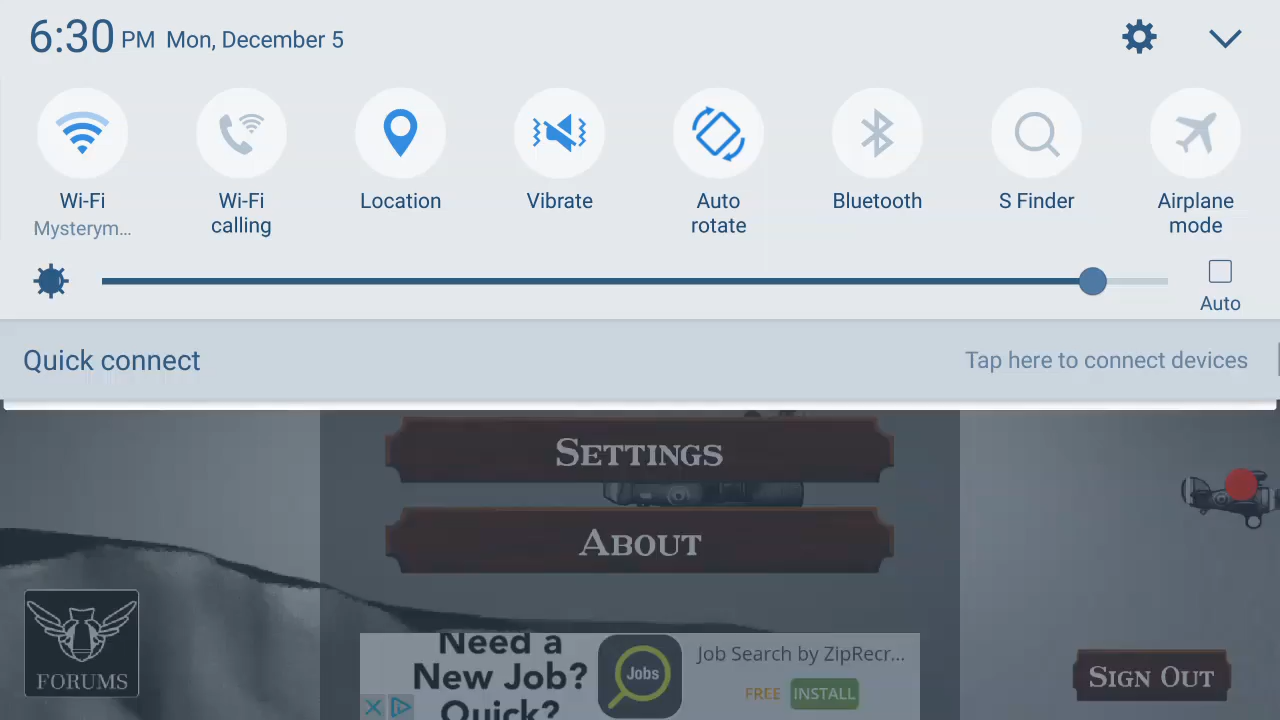 6:30 PM Mon, December 5
Wi-Fi
Mysterym...
Wi-Fi
calling
Location
Vibrate
Auto
rotate
Bluetooth
S Finder
Airplane
mode
Auto
Quick connect
Tap here to connect devices
SETTINGS
ABOUT
FORUMS
Need a
New Job?
Quick?
Jobs
Job Search by ZipRecr...
FREE INSTALL
SIGN OUT